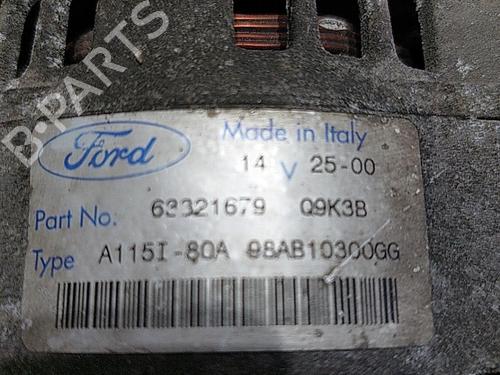 B-PARTS
Ford
Made in Italy
14 V 25-00
Part No. 63321679 Q9K3B
Type A115I-80A 98AB10300GG